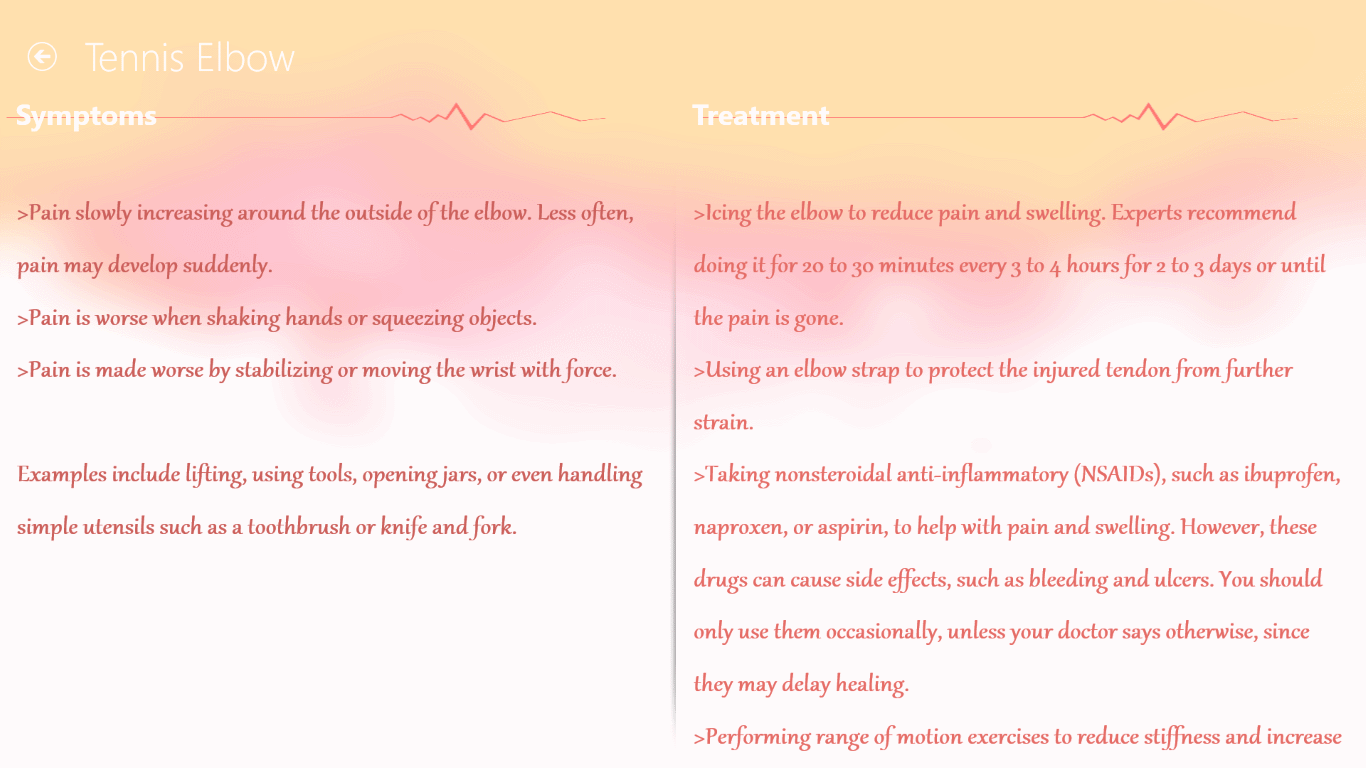 Tennis Elbow
Symptoms
>Pain slowly increasing around the outside of the elbow. Less often,
pain may develop suddenly.
>Pain is worse when shaking hands or squeezing objects.
>Pain is made worse by stabilizing or moving the wrist with force.
Examples include lifting, using tools, opening jars, or even handling
simple utensils such as a toothbrush or knife and fork.
Treatment
>Icing the elbow to reduce pain and swelling. Experts recommend
doing it for 20 to 30 minutes every 3 to 4 hours for 2 to 3 days or until
the pain is gone.
>Using an elbow strap to protect the injured tendon from further
strain.
>Taking nonsteroidal anti-inflammatory (NSAIDs), such as ibuprofen,
naproxen, or aspirin, to help with pain and swelling. However, these
drugs can cause side effects, such as bleeding and ulcers. You should
only use them occasionally, unless your doctor says otherwise, since
they may delay healing.
>Performing range of motion exercises to reduce stiffness and increase